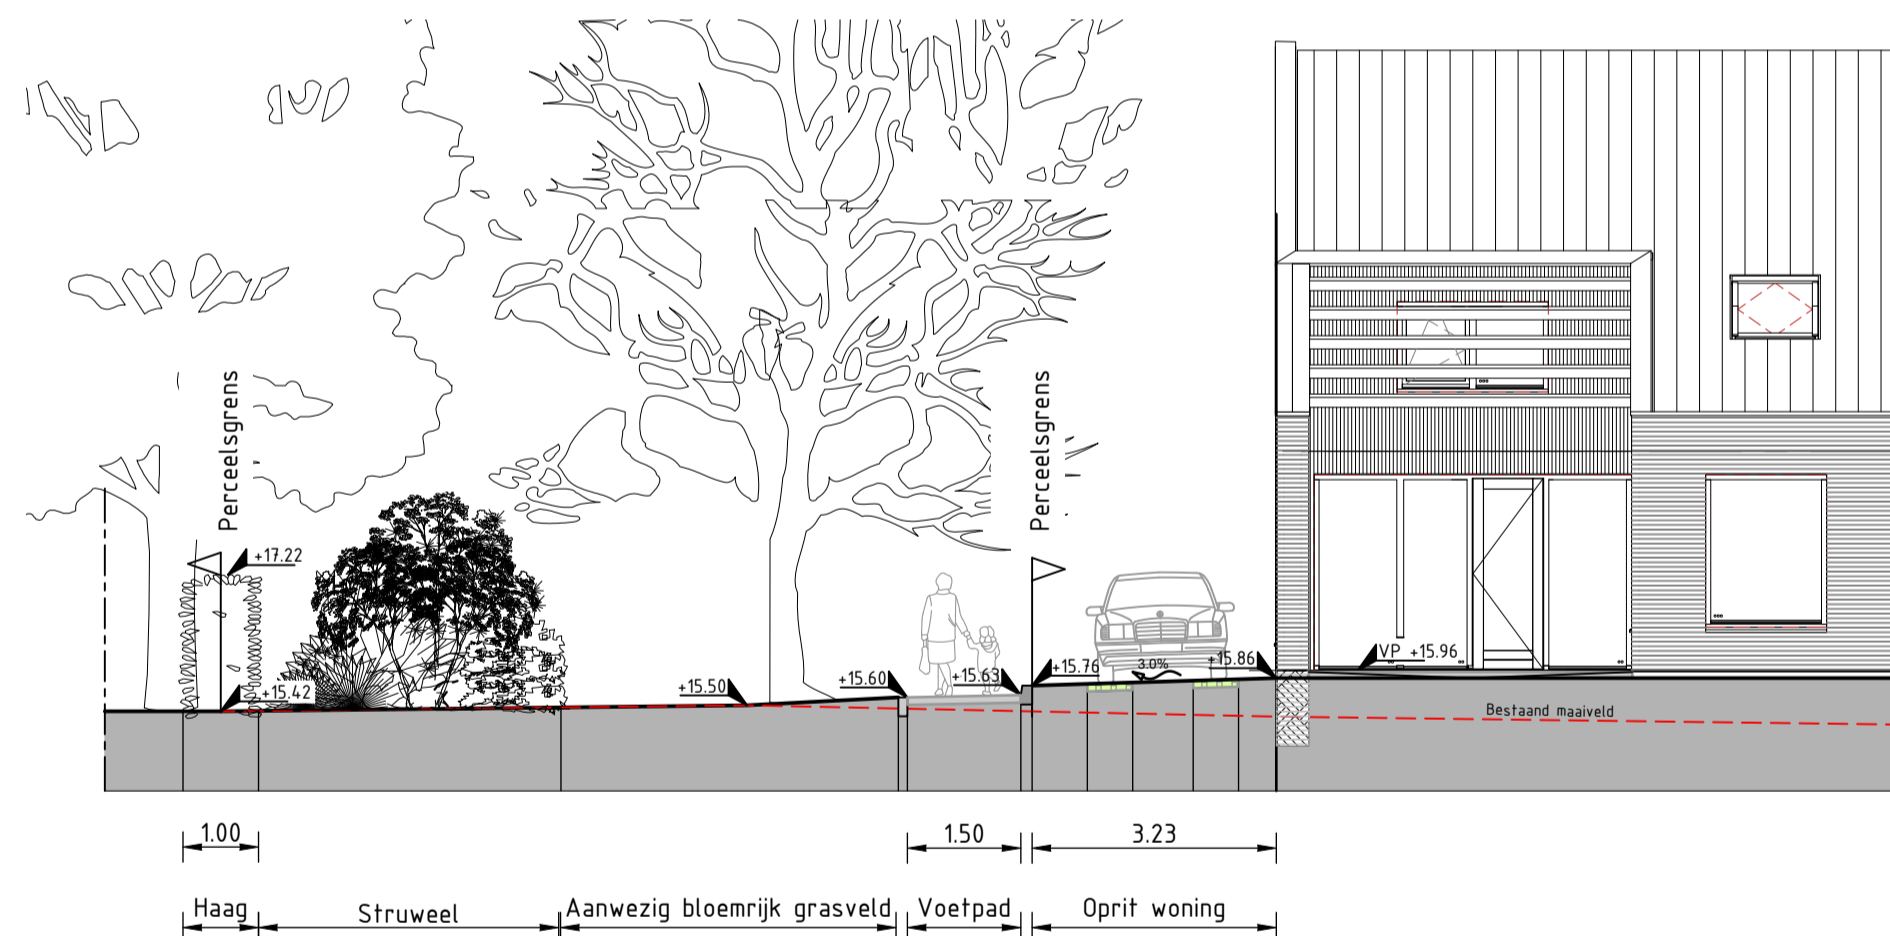 Perceelsgrens
Perceelsgrens
+17.22
+15.42
+15.50
+15.60
+15.63
+15.76
3.0%
+15.86
VP +15.96
Bestaand maaiveld
1.00
1.50
3.23
Haag
Struweel
Aanwezig bloemrijk grasveld
Voetpad
Oprit woning